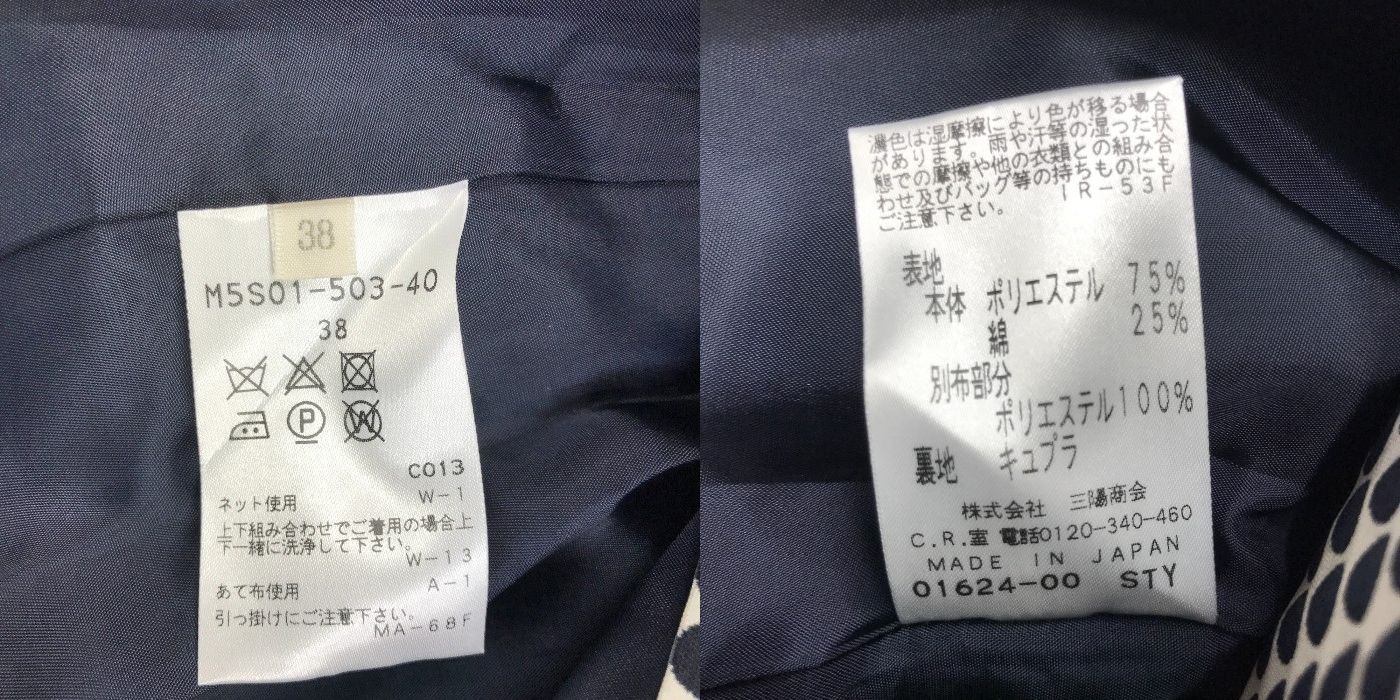 38
M5S01-503-40
38
P
W
C013
ネット使用
W-1
上下組み合わせでご着用の場合上
下一緒に洗浄して下さい。
W-13
あて布使用
A-1
引っ掛けにご注意下さい。
MA-68F
濃色は湿摩擦により色が移る場合
があります。雨や汗等の湿った状
態での摩擦や他の衣類との組み合
わせ及びバッグ等の持ちものにも
ご注意下さい。
IR-53F
表地
本体 ポリエステル 75%
綿 25%
別布部分
ポリエステル100%
裏地 キュプラ
株式会社 三陽商会
C.R.室 電話0120-340-460
MADE IN JAPAN
01624-00 STY